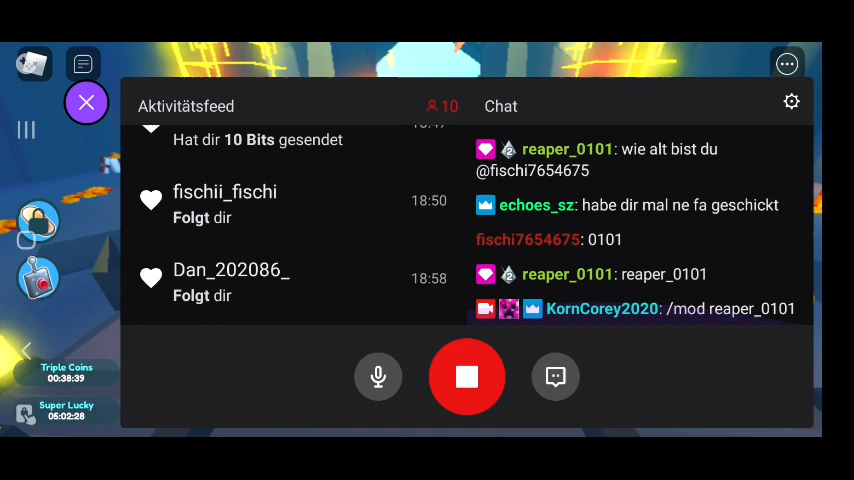 Aktivitätsfeed
10
Chat
Hat dir 10 Bits gesendet
fischii_fischi
18:50
Folgt dir
Dan_202086_
18:58
Folgt dir
reaper_0101: wie alt bist du
@fischi7654675
echoes_sz: habe dir mal ne fa geschickt
fischi7654675: 0101
reaper_0101: reaper_0101
KornCorey2020: /mod reaper_0101
Triple Coins
00:38:39
Super Lucky
05:02:28